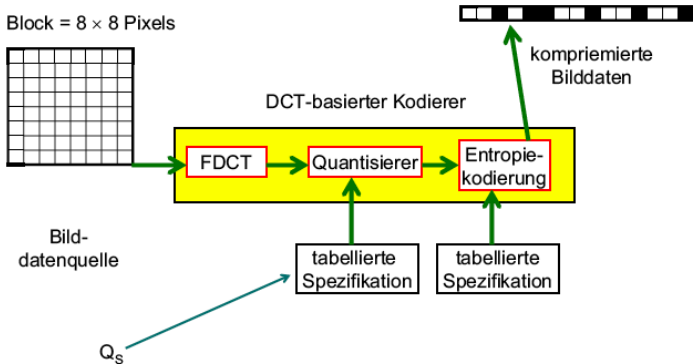 Block = 8 × 8 Pixels
kompriemierte
Bilddaten
DCT-basierter Kodierer
FDCT
Quantisierer
Entropie-
kodierung
Bild-
datenquelle
tabellierte
Spezifikation
tabellierte
Spezifikation
Qs